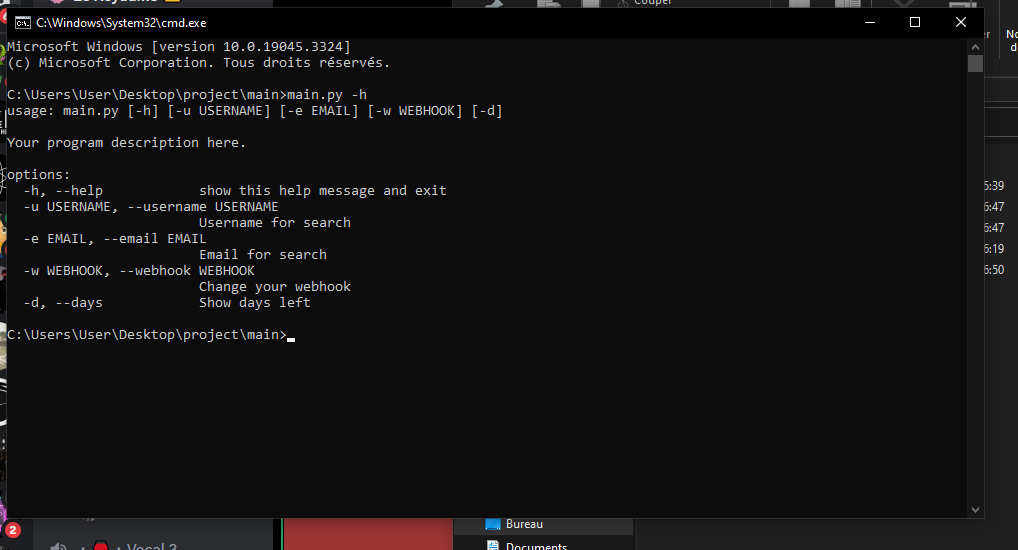 Couper
C:\Windows\System32\cmd.exe
Microsoft Windows [version 10.0.19045.3324]
(c) Microsoft Corporation. Tous droits réservés.
C:\Users\User\Desktop\project\main>main.py -h
usage: main.py [-h] [-u USERNAME] [-e EMAIL] [-w WEBHOOK] [-d]
Your program description here.
options:
-h, --help show this help message and exit
-u USERNAME, --username USERNAME
Username for search
-e EMAIL, --email EMAIL
Email for search
-w WEBHOOK, --webhook WEBHOOK
Change your webhook
-d, --days Show days left
C:\Users\User\Desktop\project\main>
5:39
6:47
6:47
6:19
6:50
2
Bureau
Vocal 3
Documents